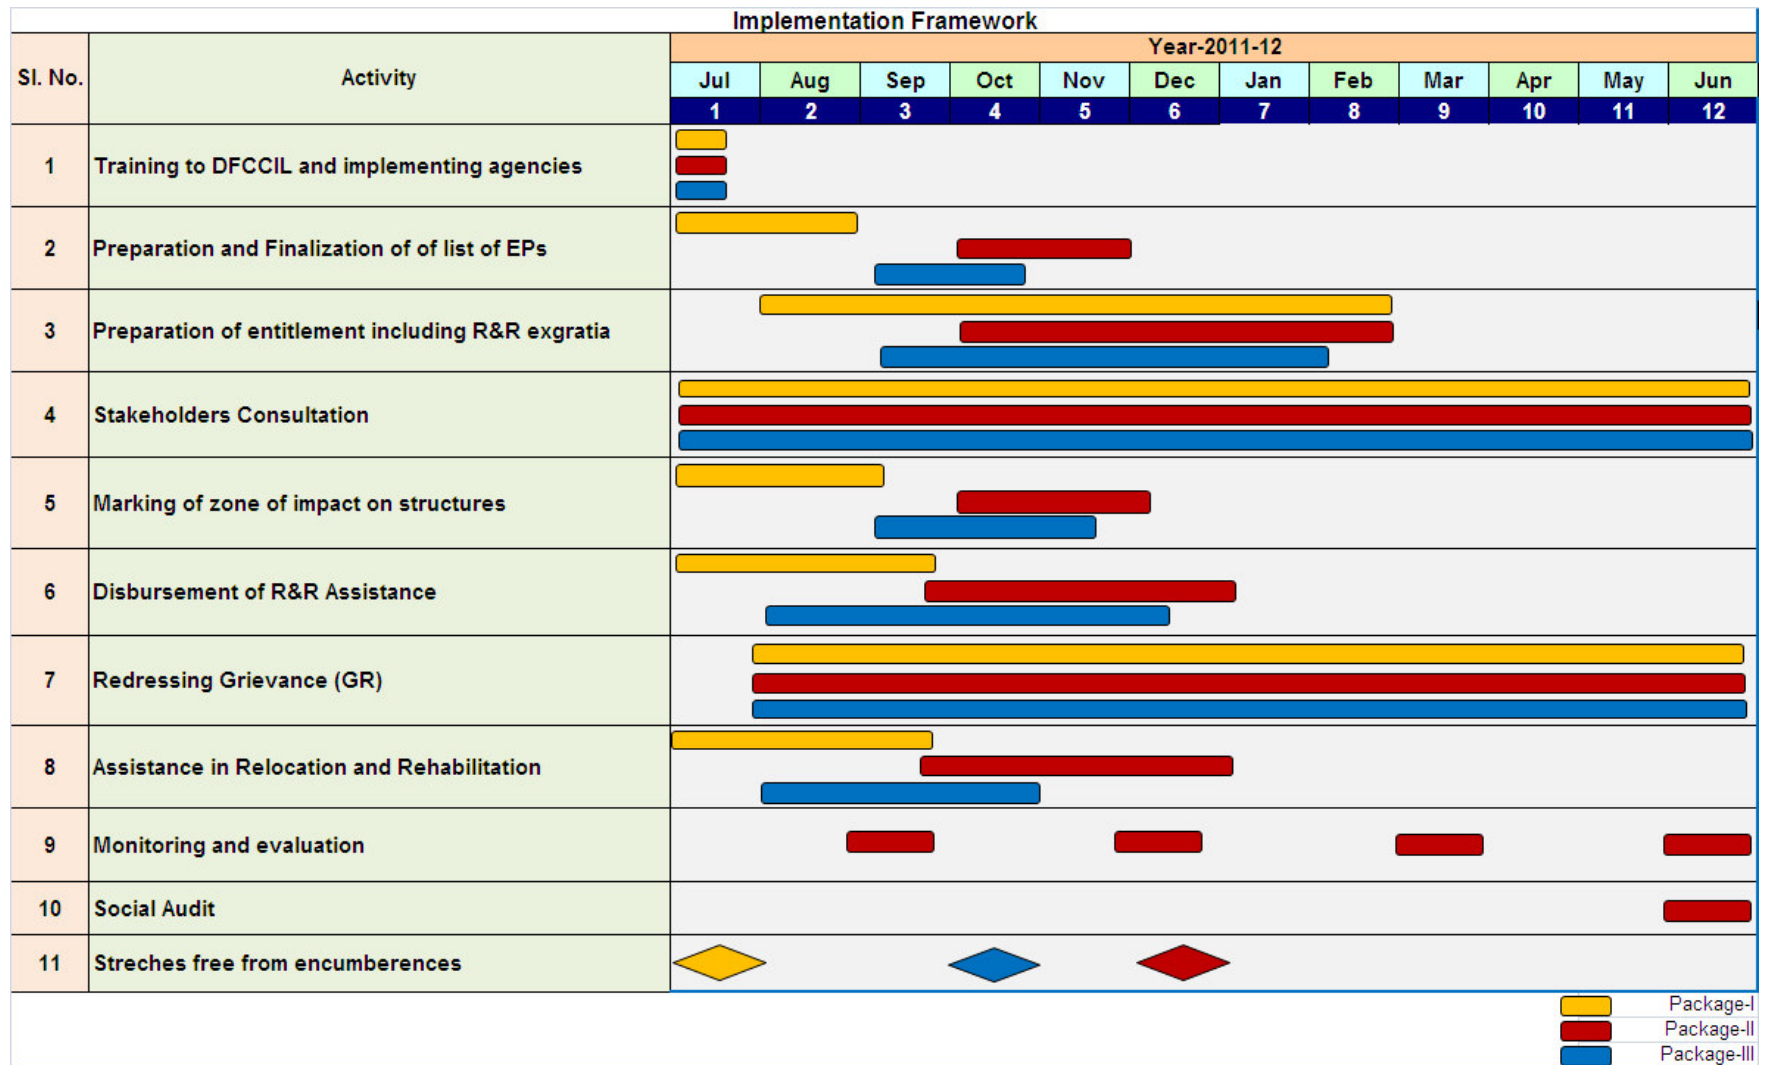 Implementation Framework
Sl. No. Activity Year-2011-12
Jul Aug Sep Oct Nov Dec Jan Feb Mar Apr May Jun
1 2 3 4 5 6 7 8 9 10 11 12
1 Training to DFCCIL and implementing agencies
2 Preparation and Finalization of of list of EPs
3 Preparation of entitlement including R&R exgratia
4 Stakeholders Consultation
5 Marking of zone of impact on structures
6 Disbursement of R&R Assistance
7 Redressing Grievance (GR)
8 Assistance in Relocation and Rehabilitation
9 Monitoring and evaluation
10 Social Audit
11 Streches free from encumberences
Package-I
Package-II
Package-III